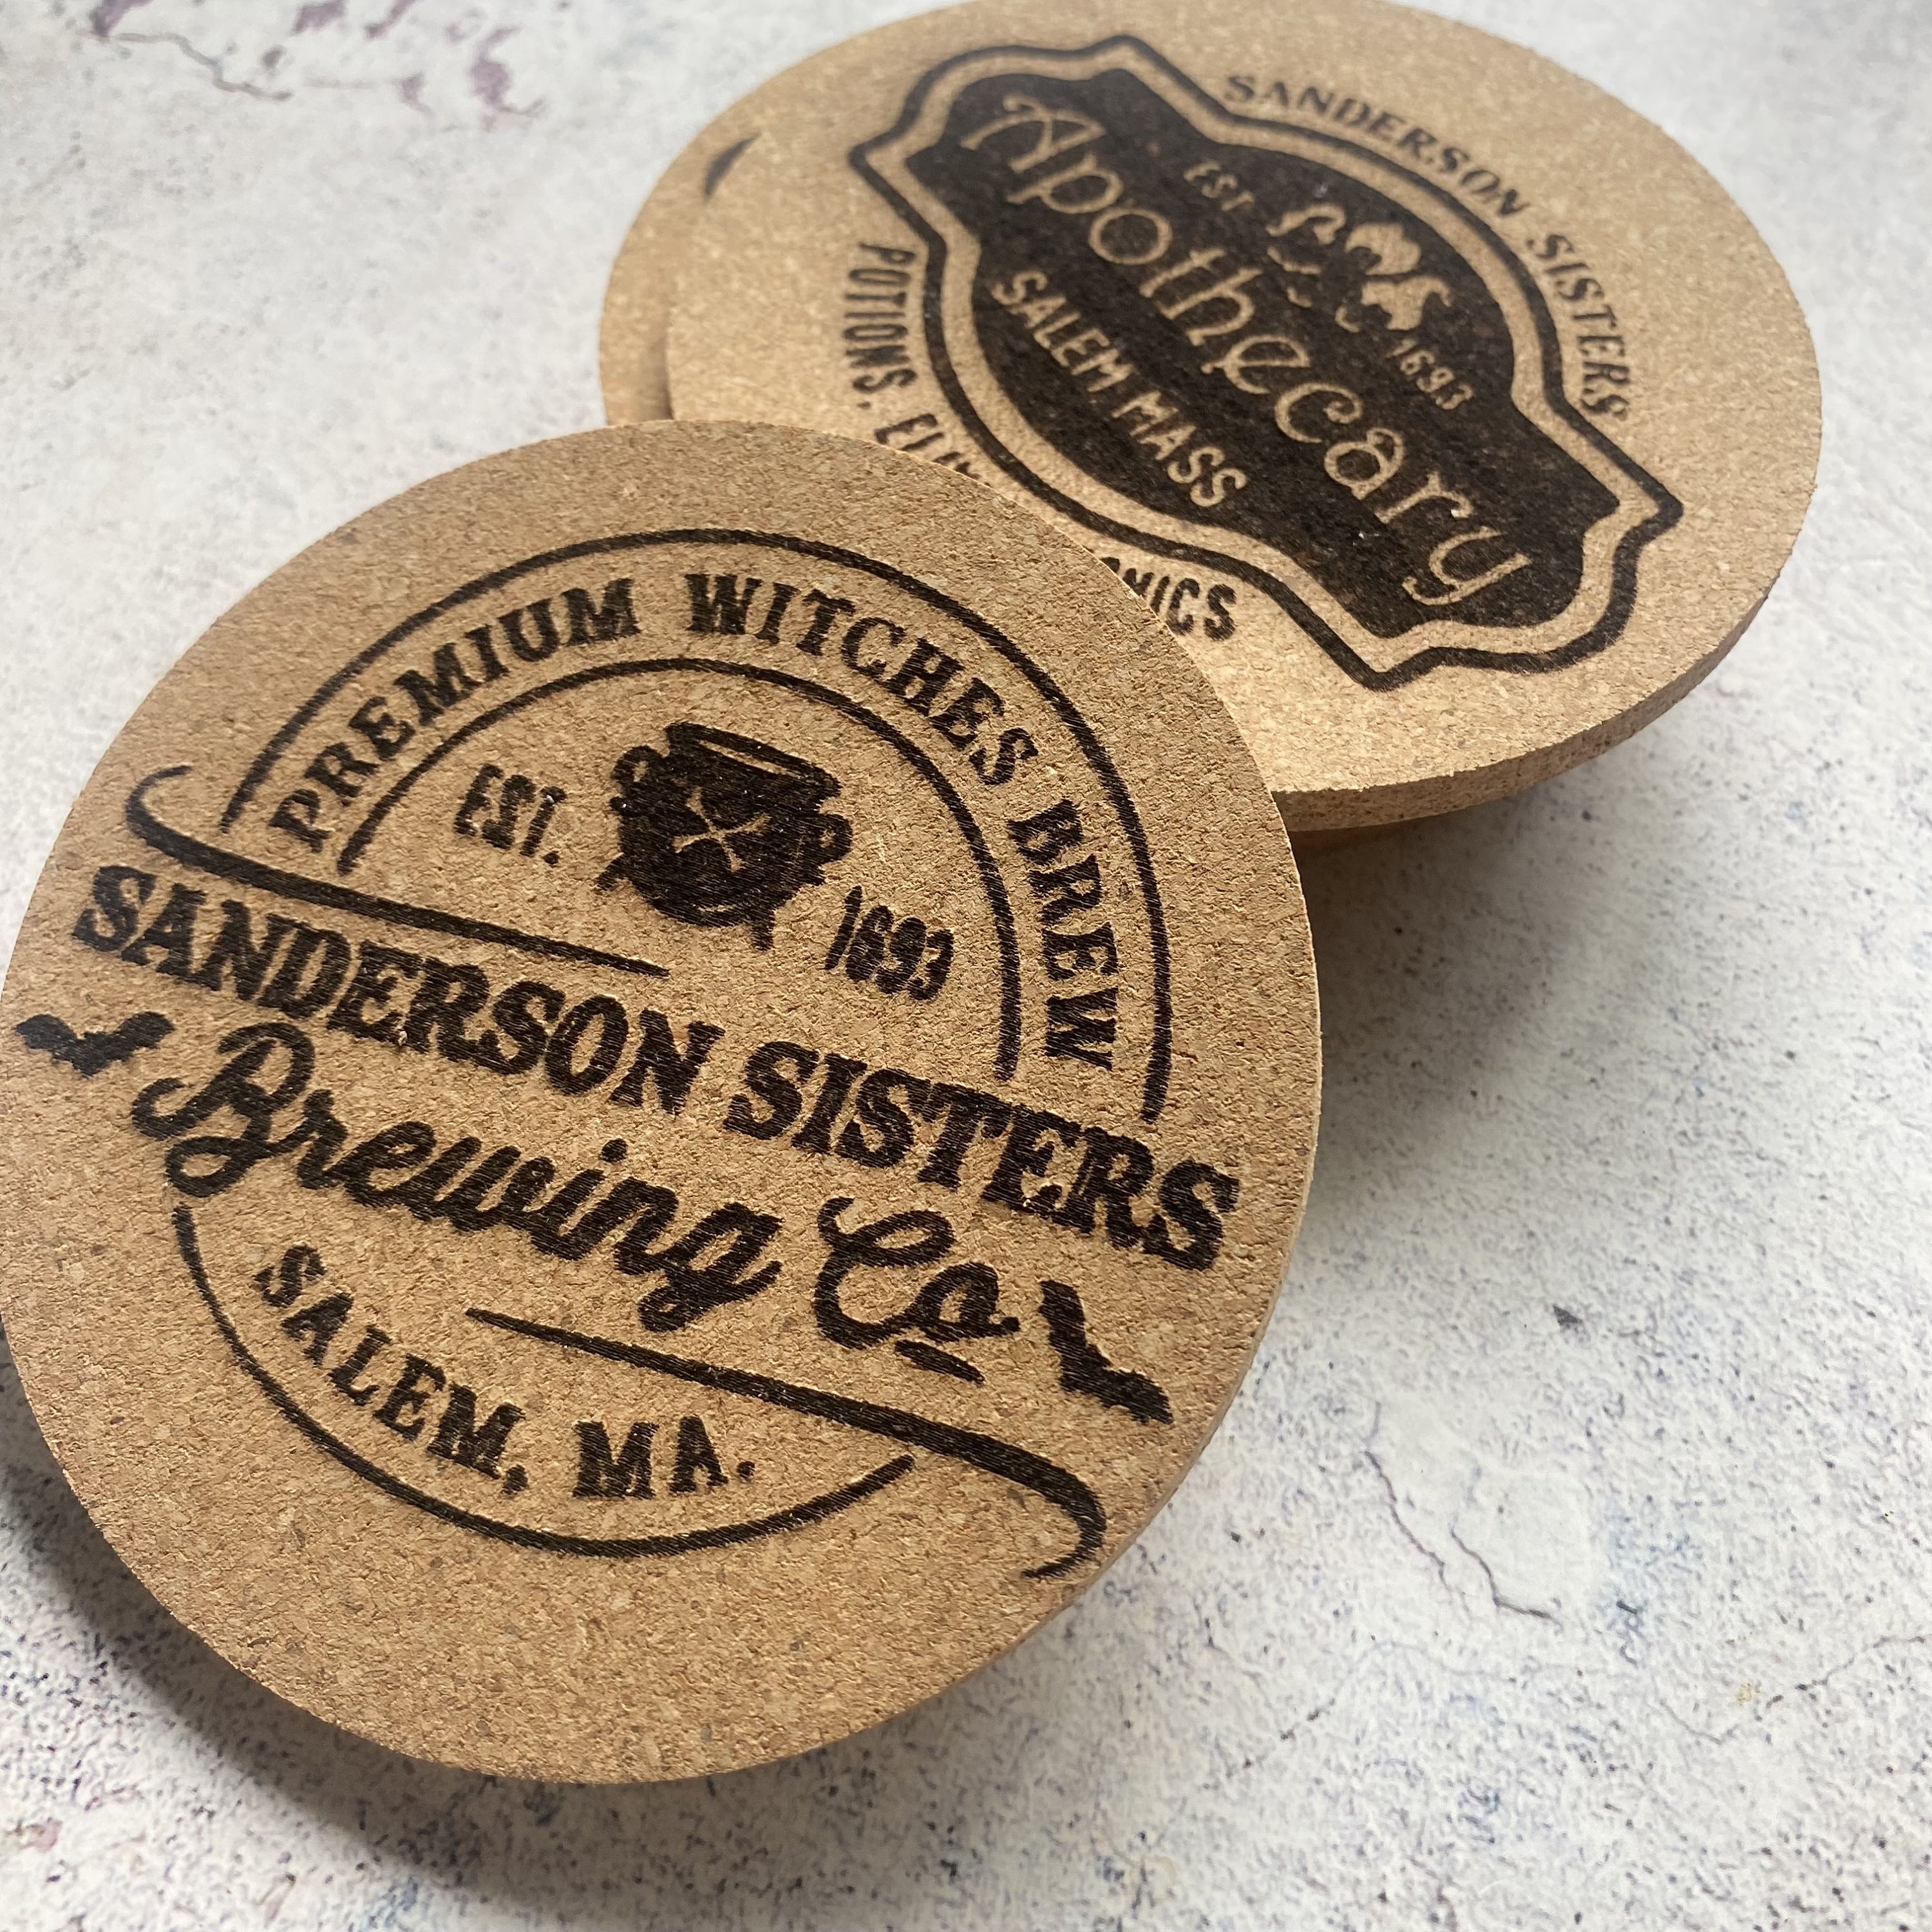 SANDERSON SISTERS
EST 1693
Apothecary
SALEM MASS
POTIONS,
PREMIUM WITCHES BREW
EST. 1693
SANDERSON SISTERS
Brewing Co
SALEM, MA.